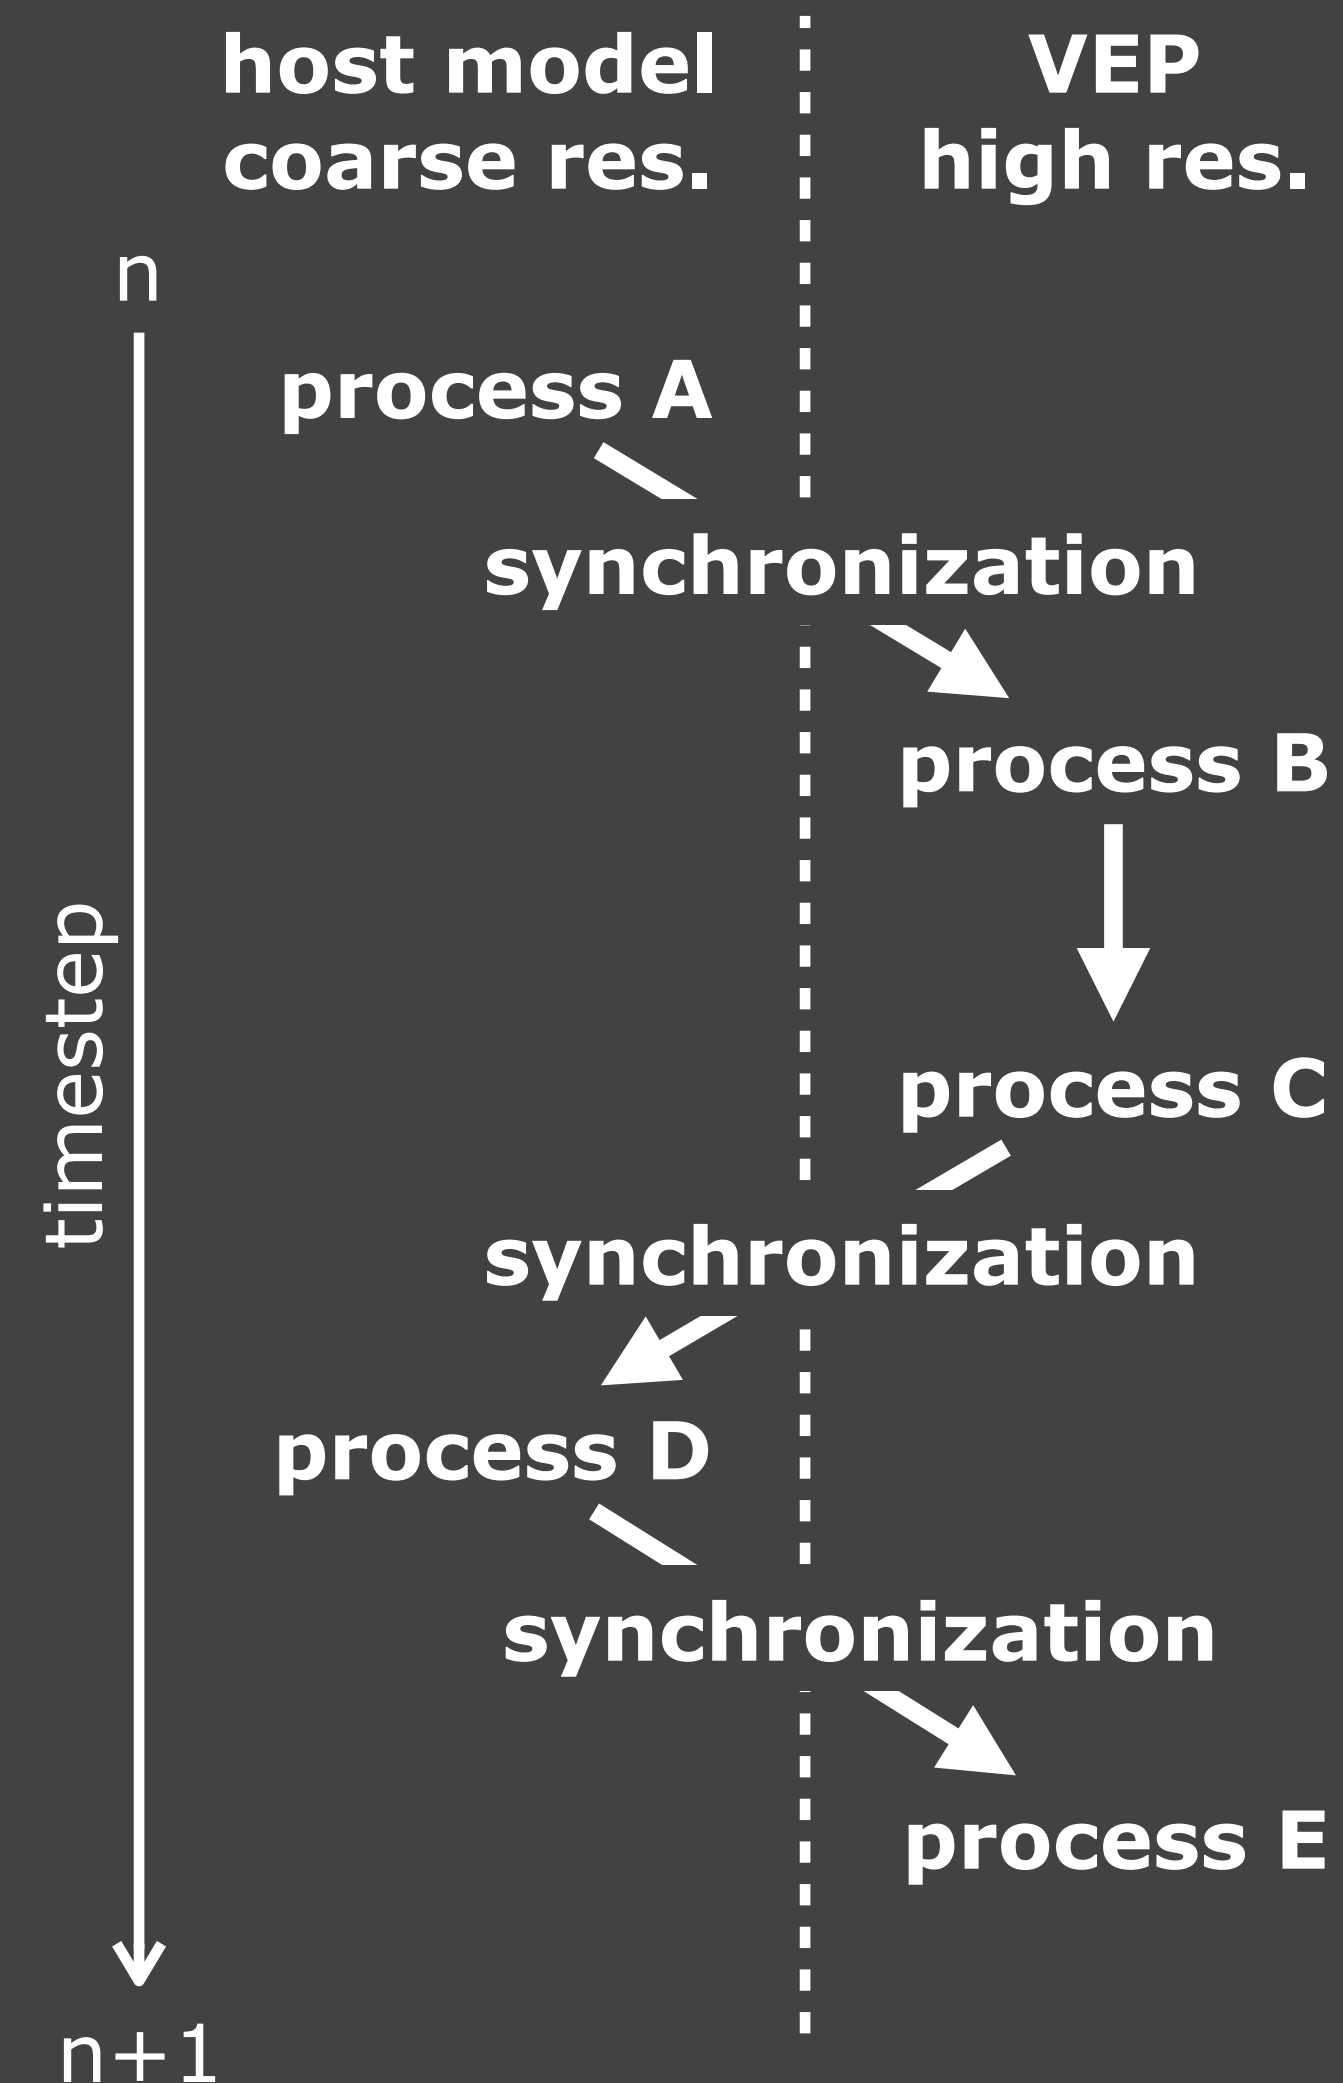 host model
coarse res.
VEP
high res.
n
process A
synchronization
process B
timestep
process C
synchronization
process D
synchronization
process E
n+1